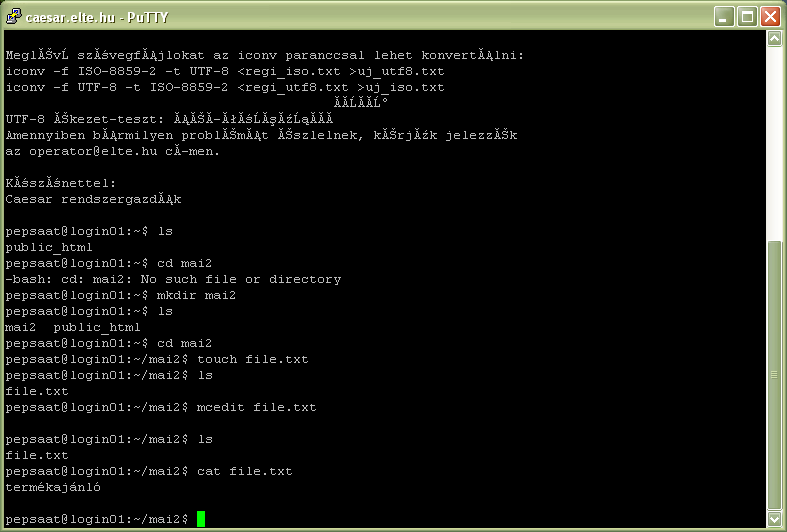 caesar.elte.hu - PuTTY
MeglĂŠvĹ szĂśvegfĂĄjlokat az iconv paranccsal lehet konvertĂĄlni:
iconv -f ISO-8859-2 -t UTF-8 <regi_iso.txt >uj_utf8.txt
iconv -f UTF-8 -t ISO-8859-2 <regi_utf8.txt >uj_iso.txt
UTF-8 ĂŠkezet-teszt:
Amennyiben bĂĄrmilyen problĂŠmĂĄt ĂŠszlelnek, kĂŠrjĂźk jelezzĂŠk
az operator@elte.hu cĂ-men.
KĂśszĂśnettel:
Caesar rendszergazdĂĄk
pepsaat@login01:~$ ls
public_html
pepsaat@login01:~$ cd mai2
-bash: cd: mai2: No such file or directory
pepsaat@login01:~$ mkdir mai2
pepsaat@login01:~$ ls
mai2  public_html
pepsaat@login01:~$ cd mai2
pepsaat@login01:~/mai2$ touch file.txt
pepsaat@login01:~/mai2$ ls
file.txt
pepsaat@login01:~/mai2$ mcedit file.txt
pepsaat@login01:~/mai2$ ls
file.txt
pepsaat@login01:~/mai2$ cat file.txt
termékajánló
pepsaat@login01:~/mai2$